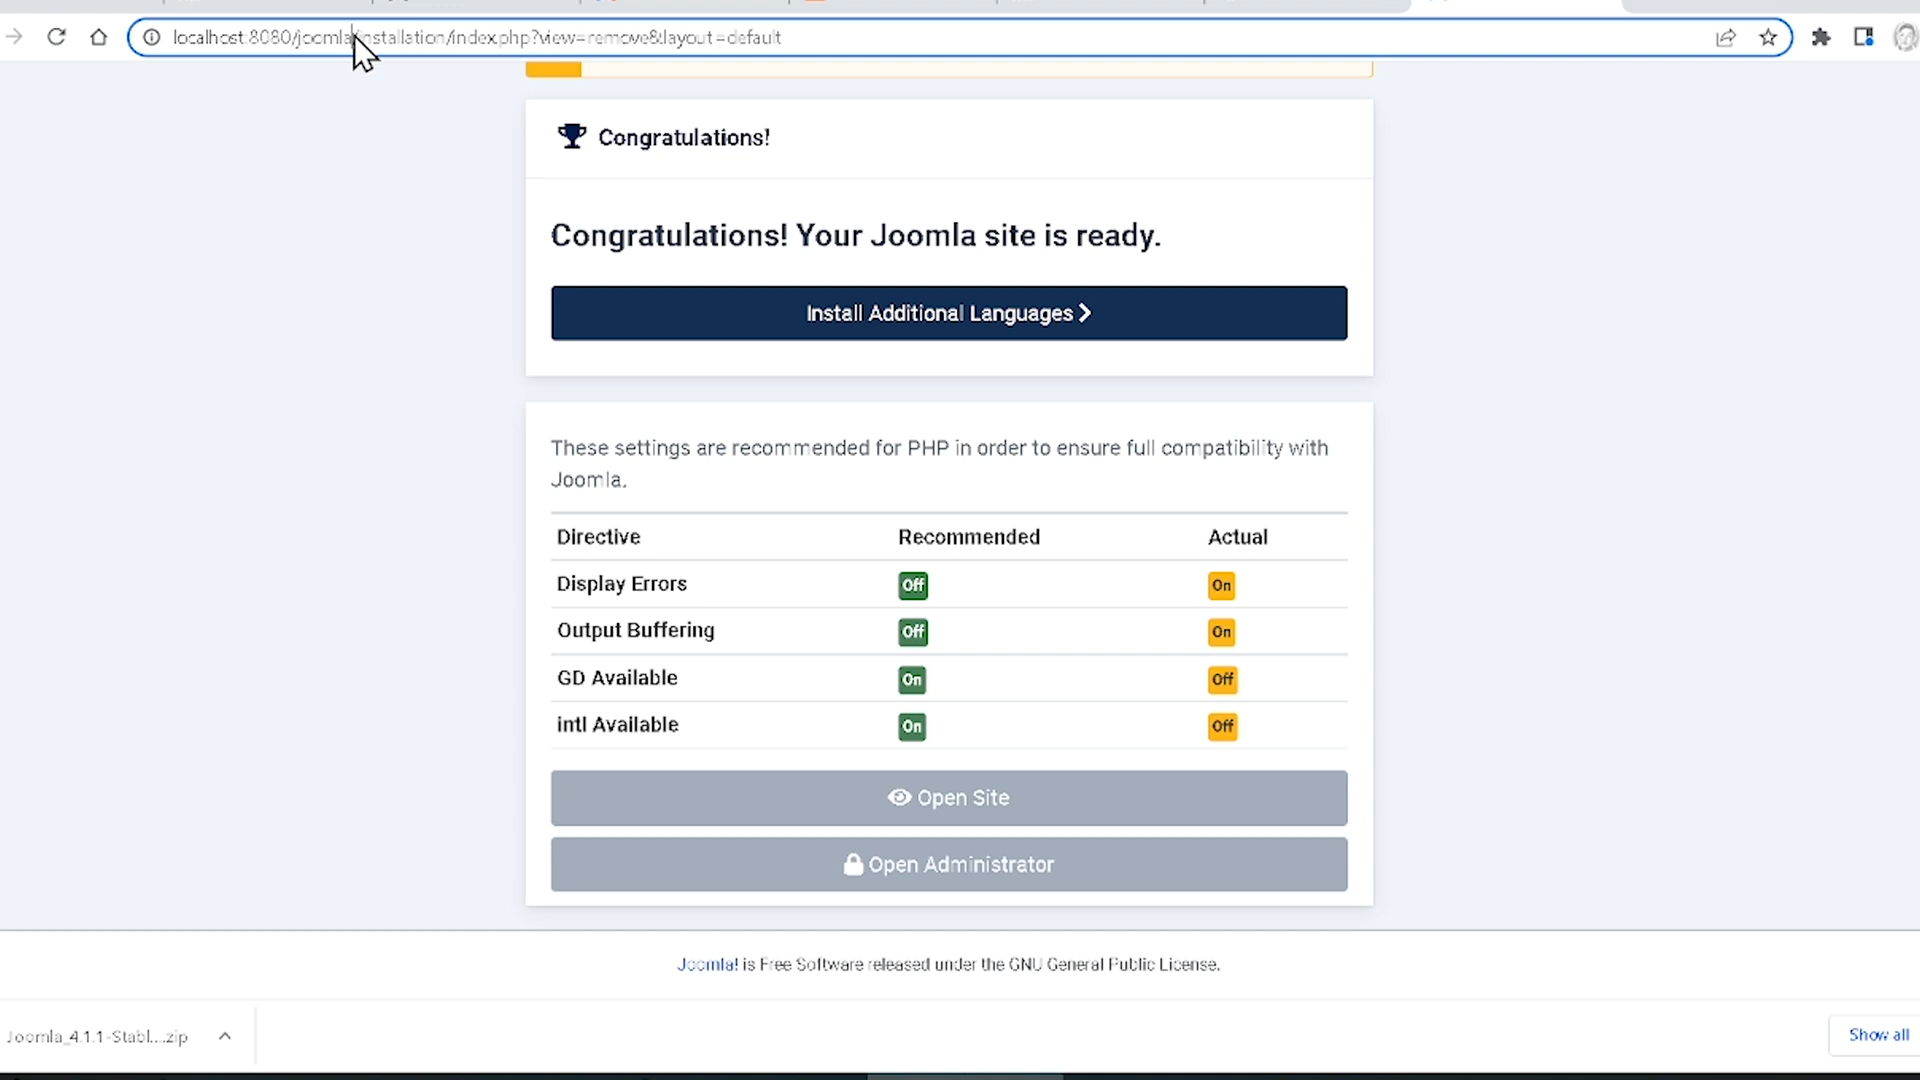 localhost:8080/joomla/installation/index.php?view=remove&layout=default
Congratulations!
Congratulations! Your Joomla site is ready.
Install Additional Languages
These settings are recommended for PHP in order to ensure full compatibility with
Joomla.
Directive Recommended Actual
Display Errors Off On
Output Buffering Off On
GD Available On Off
intl Available On Off
Open Site
Open Administrator
Joomla! is Free Software released under the GNU General Public License.
Joomla_4.1.1-Stabl....zip
Show all